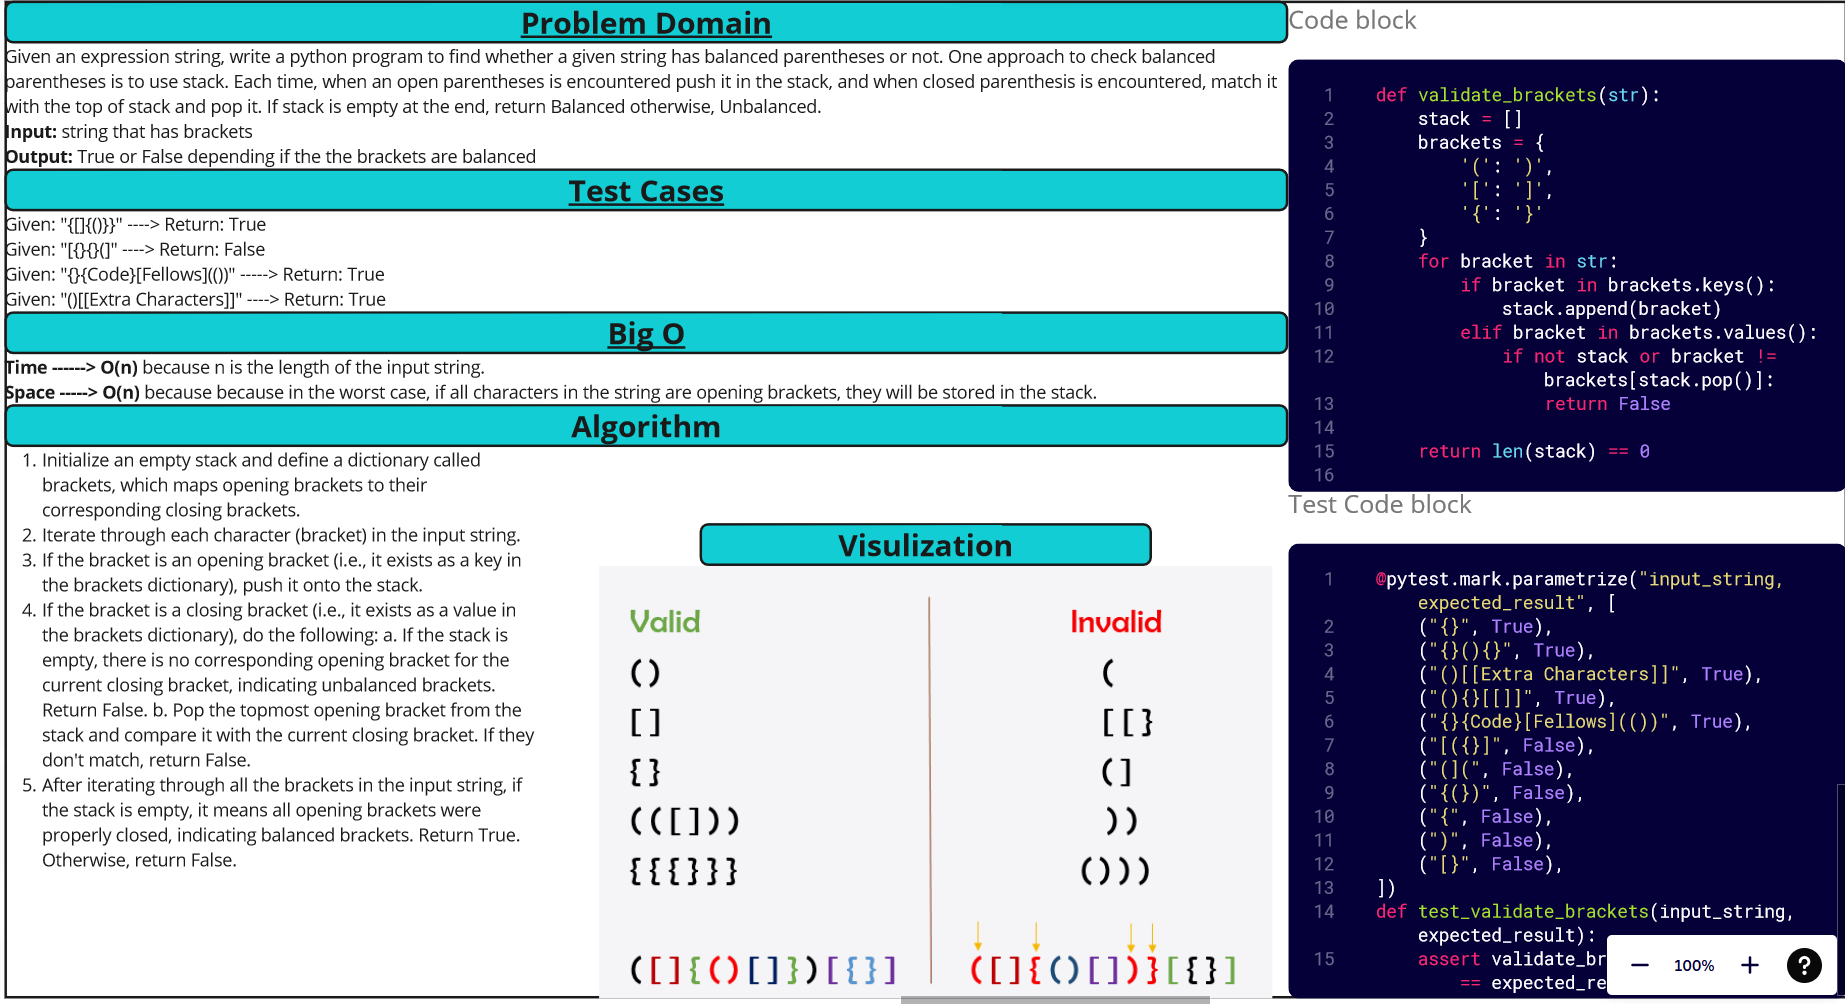 Problem Domain
Given an expression string, write a python program to find whether a given string has balanced parentheses or not. One approach to check balanced
parentheses is to use stack. Each time, when an open parentheses is encountered push it in the stack, and when closed parenthesis is encountered, match it
with the top of stack and pop it. If stack is empty at the end, return Balanced otherwise, Unbalanced.
Input: string that has brackets
Output: True or False depending if the the brackets are balanced
Test Cases
Given: "{[]{()}}" ----> Return: True
Given: "[{}{}(]" ----> Return: False
Given: "{}{Code}[Fellows](())" -----> Return: True
Given: "()[[Extra Characters]]" ----> Return: True
Big O
Time ------> O(n) because n is the length of the input string.
Space -----> O(n) because because in the worst case, if all characters in the string are opening brackets, they will be stored in the stack.
Algorithm
1. Initialize an empty stack and define a dictionary called
brackets, which maps opening brackets to their
corresponding closing brackets.
2. Iterate through each character (bracket) in the input string.
3. If the bracket is an opening bracket (i.e., it exists as a key in
the brackets dictionary), push it onto the stack.
4. If the bracket is a closing bracket (i.e., it exists as a value in
the brackets dictionary), do the following: a. If the stack is
empty, there is no corresponding opening bracket for the
current closing bracket, indicating unbalanced brackets.
Return False. b. Pop the topmost opening bracket from the
stack and compare it with the current closing bracket. If they
don't match, return False.
5. After iterating through all the brackets in the input string, if
the stack is empty, it means all opening brackets were
properly closed, indicating balanced brackets. Return True.
Otherwise, return False.
Visulization
Valid
()
[]
{}
(([]))
{{{}}}
([]{()[]})[{}]
Invalid
(
[[}
(]
))
()))
([]{()[])}[{}]
Code block
1 def validate_brackets(str):
2 stack = []
3 brackets = {
4 '(': ')',
5 '[': ']',
6 '{': '}'
7 }
8 for bracket in str:
9 if bracket in brackets.keys():
10 stack.append(bracket)
11 elif bracket in brackets.values():
12 if not stack or bracket !=
brackets[stack.pop()]:
13 return False
14
15 return len(stack) == 0
16
Test Code block
1 @pytest.mark.parametrize("input_string,
expected_result", [
2 ("{}", True),
3 ("{}(){}", True),
4 ("()[[Extra Characters]]", True),
5 ("(){}[[]]", True),
6 ("{}{Code}[Fellows](())", True),
7 ("[({}]", False),
8 ("(](", False),
9 ("{(})", False),
10 ("{", False),
11 (")", False),
12 ("[}", False),
13 ])
14 def test_validate_brackets(input_string,
expected_result):
15 assert validate_br
== expected_re
− 100% + ?